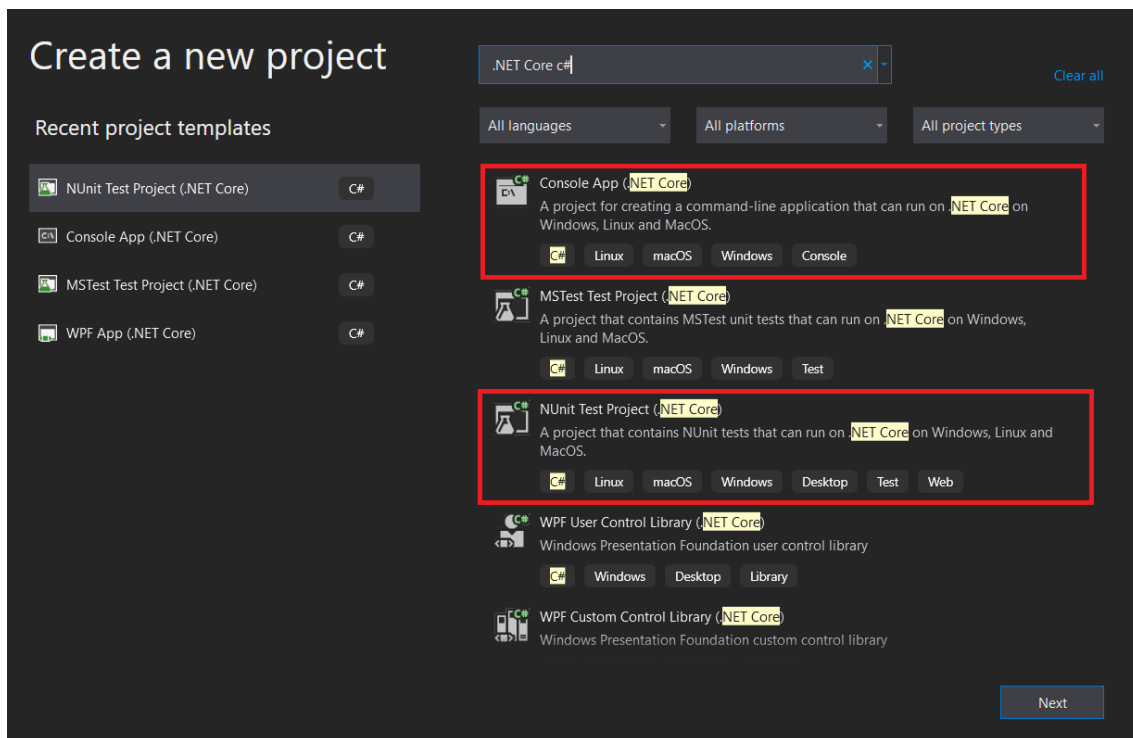 Create a new project
.NET Core c#
Clear all
Recent project templates
All languages
All platforms
All project types
NUnit Test Project (.NET Core) C#
Console App (.NET Core) C#
MSTest Test Project (.NET Core) C#
WPF App (.NET Core) C#
Console App (.NET Core)
A project for creating a command-line application that can run on .NET Core on
Windows, Linux and MacOS.
C# Linux macOS Windows Console
MSTest Test Project (.NET Core)
A project that contains MSTest unit tests that can run on .NET Core on Windows,
Linux and MacOS.
C# Linux macOS Windows Test
NUnit Test Project (.NET Core)
A project that contains NUnit tests that can run on .NET Core on Windows, Linux and
MacOS.
C# Linux macOS Windows Desktop Test Web
WPF User Control Library (.NET Core)
Windows Presentation Foundation user control library
C# Windows Desktop Library
WPF Custom Control Library (.NET Core)
Windows Presentation Foundation custom control library
Next